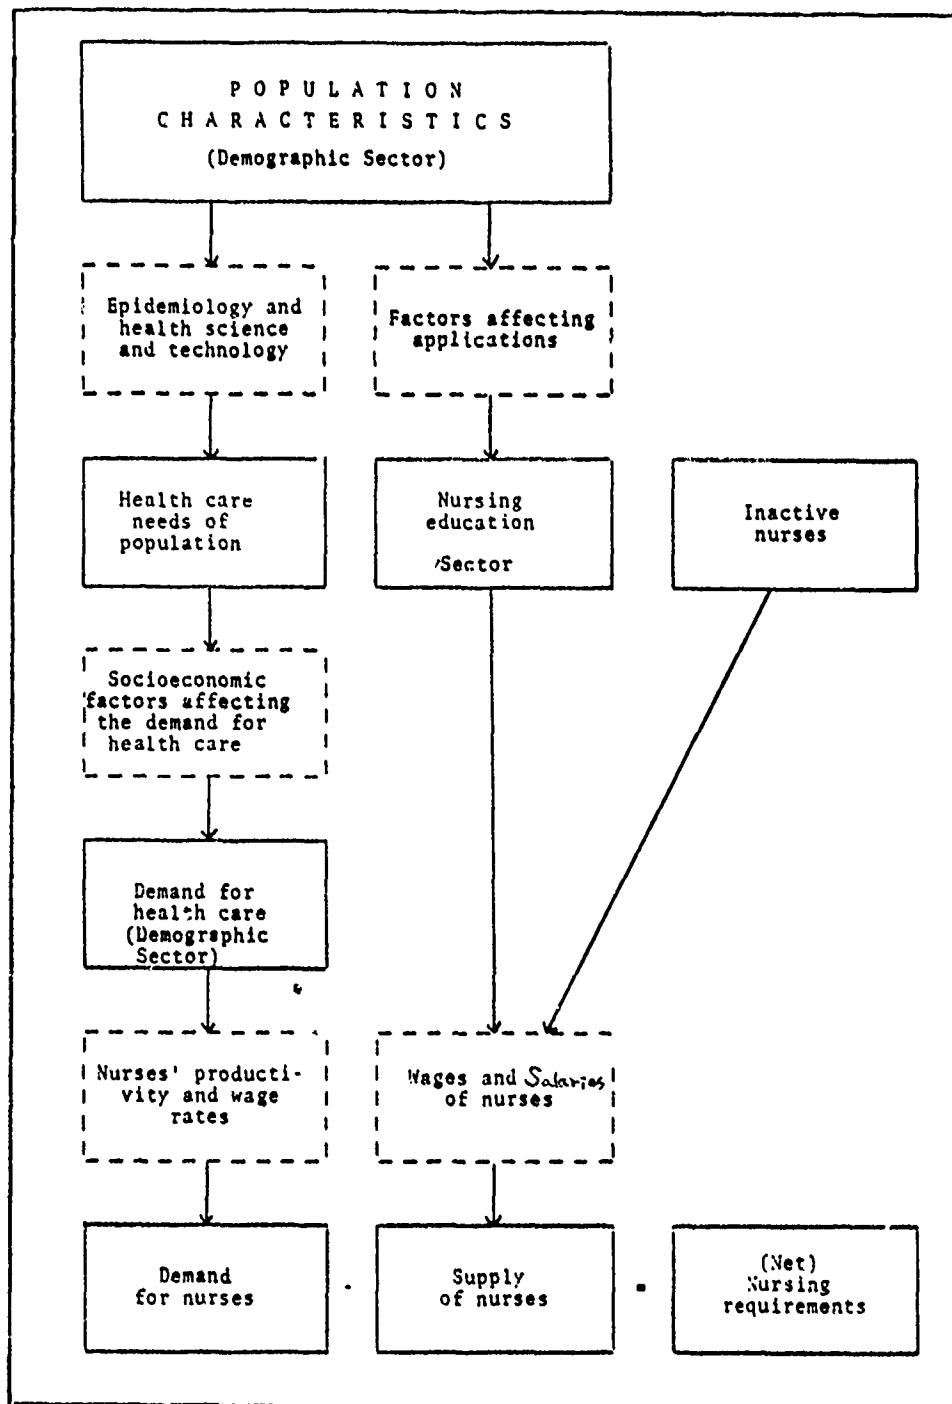 P O P U L A T I O N
C H A R A C T E R I S T I C S
(Demographic Sector)
Epidemiology and
health science
and technology
Factors affecting
applications
Health care
needs of
population
Nursing
education
Sector
Inactive
nurses
Socioeconomic
factors affecting
the demand for
health care
Demand for
health care
(Demographic
Sector)
Nurses' producti-
vity and wage
rates
Wages and Salaries
of nurses
Demand
for nurses
-
Supply
of nurses
=
(Net)
Nursing
requirements